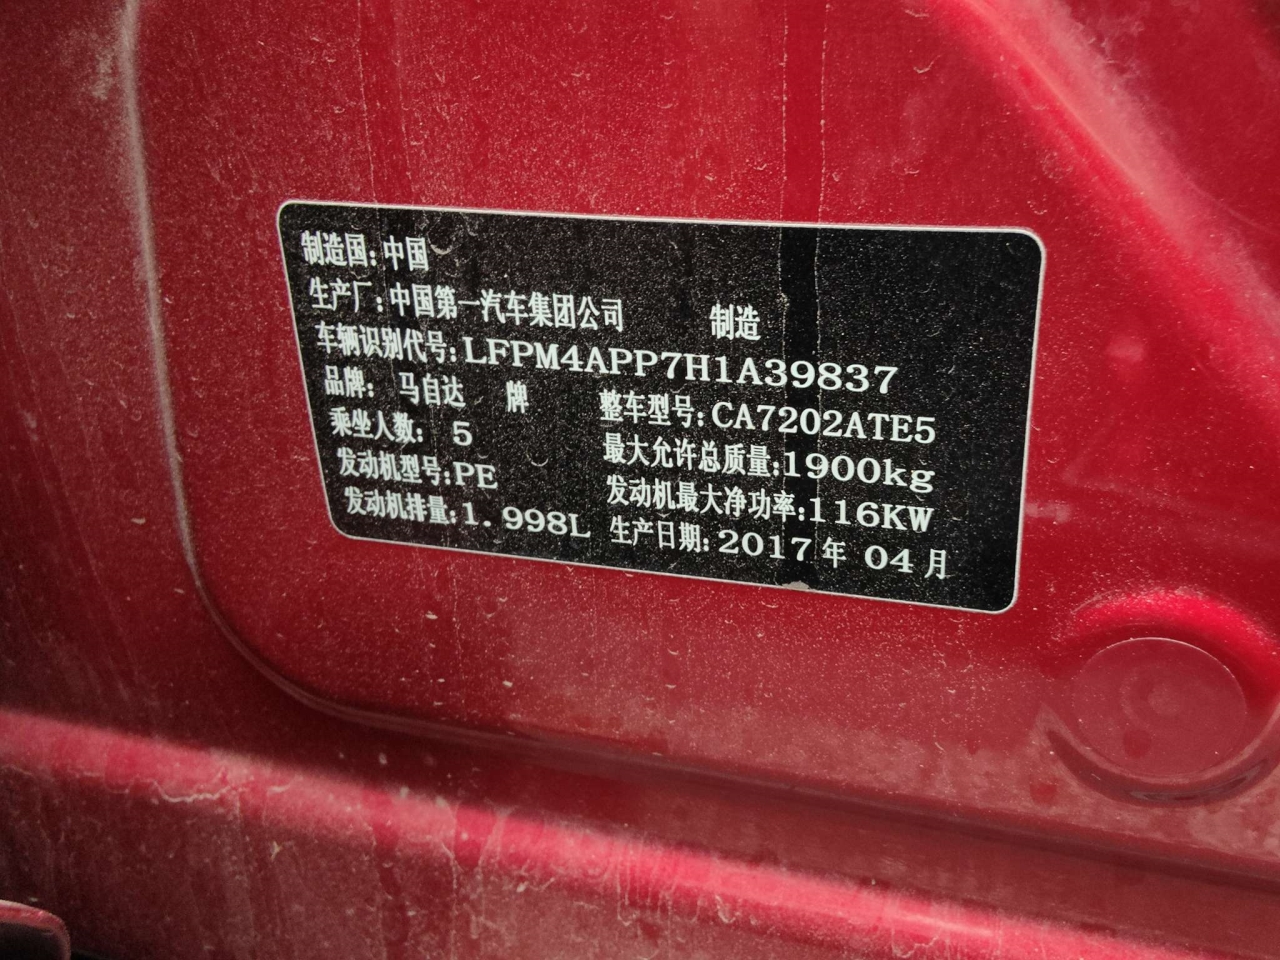 制造国：中国
生产厂：中国第一汽车集团公司 制造
车辆识别代号：LFPM4APP7H1A39837
品牌： 马自达 牌 整车型号：CA7202ATE5
乘坐人数： 5 最大允许总质量：1900kg
发动机型号：PE 发动机最大净功率：116KW
发动机排量：1.998L 生产日期：2017年 04月